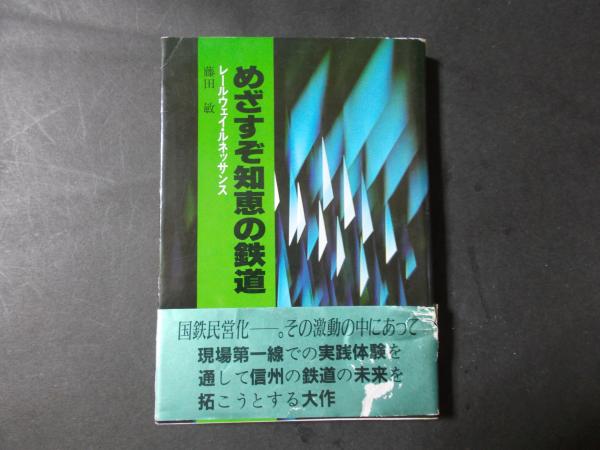 めざすぞ知恵の鉄道
レールウェイ・ルネッサンス
藤田 敏
国鉄民営化――。その激動の中にあって
現場第一線での実践体験を
通して信州の鉄道の未来を
拓こうとする大作